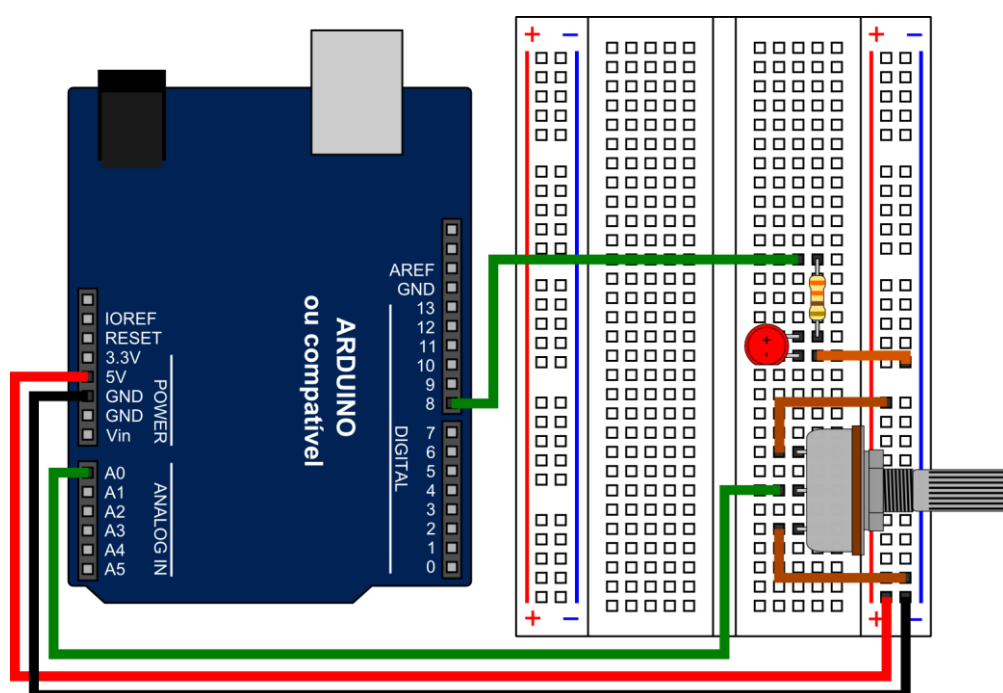 + − + −
AREF
GND
13
12
11
10
9
8
7
6
5
4
3
2
1
0
DIGITAL
ARDUINO
ou compatível
IOREF
RESET
3.3V
5V
GND
GND
Vin
POWER
A0
A1
A2
A3
A4
A5
ANALOG IN
+
-
+ − + −